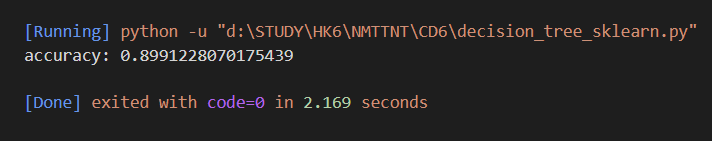 [Running] python -u "d:\STUDY\HK6\NMTTNT\CD6\decision_tree_sklearn.py"
accuracy: 0.8991228070175439
[Done] exited with code=0 in 2.169 seconds